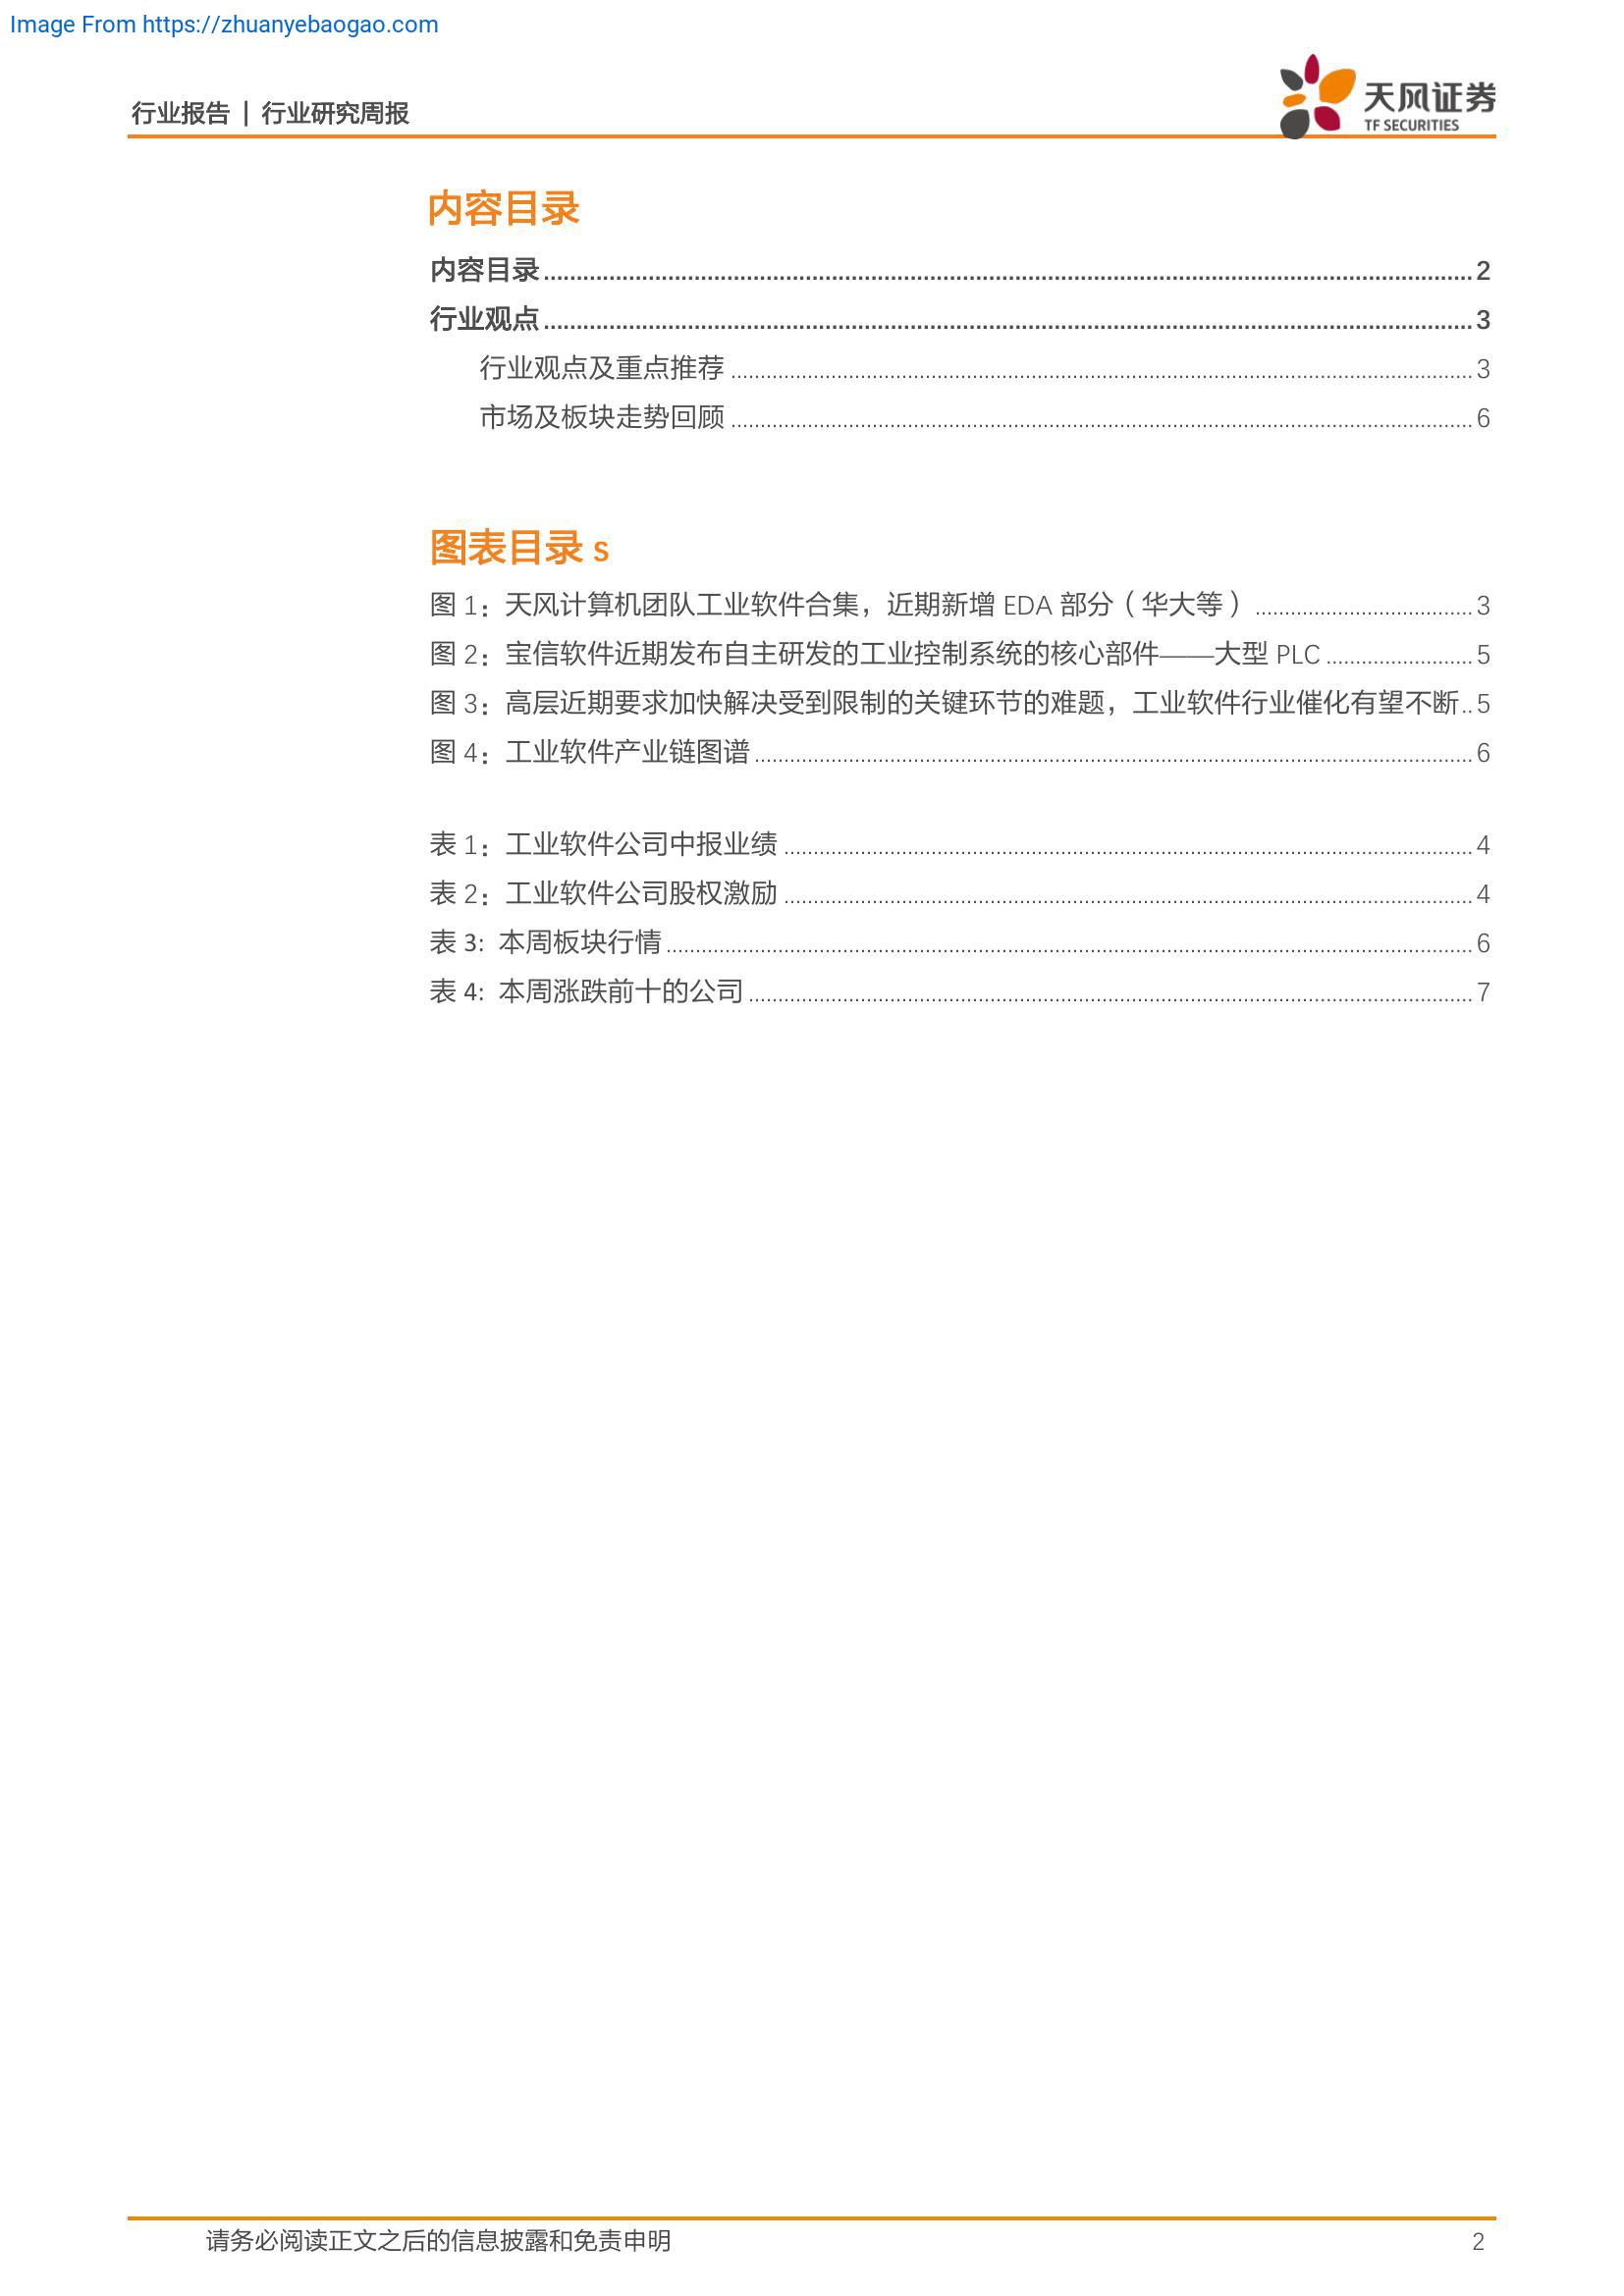 Image From https://zhuanyebaogao.com
行业报告 | 行业研究周报
天风证券
TF SECURITIES
内容目录
内容目录 2
行业观点 3
行业观点及重点推荐 3
市场及板块走势回顾 6
图表目录 s
图 1：天风计算机团队工业软件合集，近期新增 EDA 部分（华大等） 3
图 2：宝信软件近期发布自主研发的工业控制系统的核心部件——大型 PLC 5
图 3：高层近期要求加快解决受到限制的关键环节的难题，工业软件行业催化有望不断 5
图 4：工业软件产业链图谱 6
表 1：工业软件公司中报业绩 4
表 2：工业软件公司股权激励 4
表 3: 本周板块行情 6
表 4: 本周涨跌前十的公司 7
请务必阅读正文之后的信息披露和免责申明 2